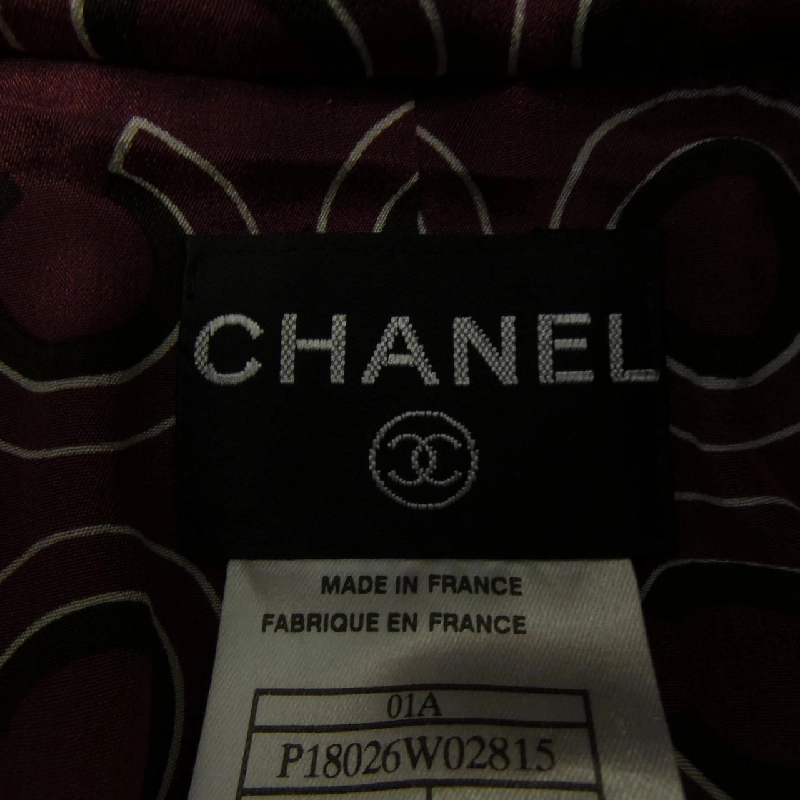 CHANEL
MADE IN FRANCE
FABRIQUE EN FRANCE
01A
P18026W02815